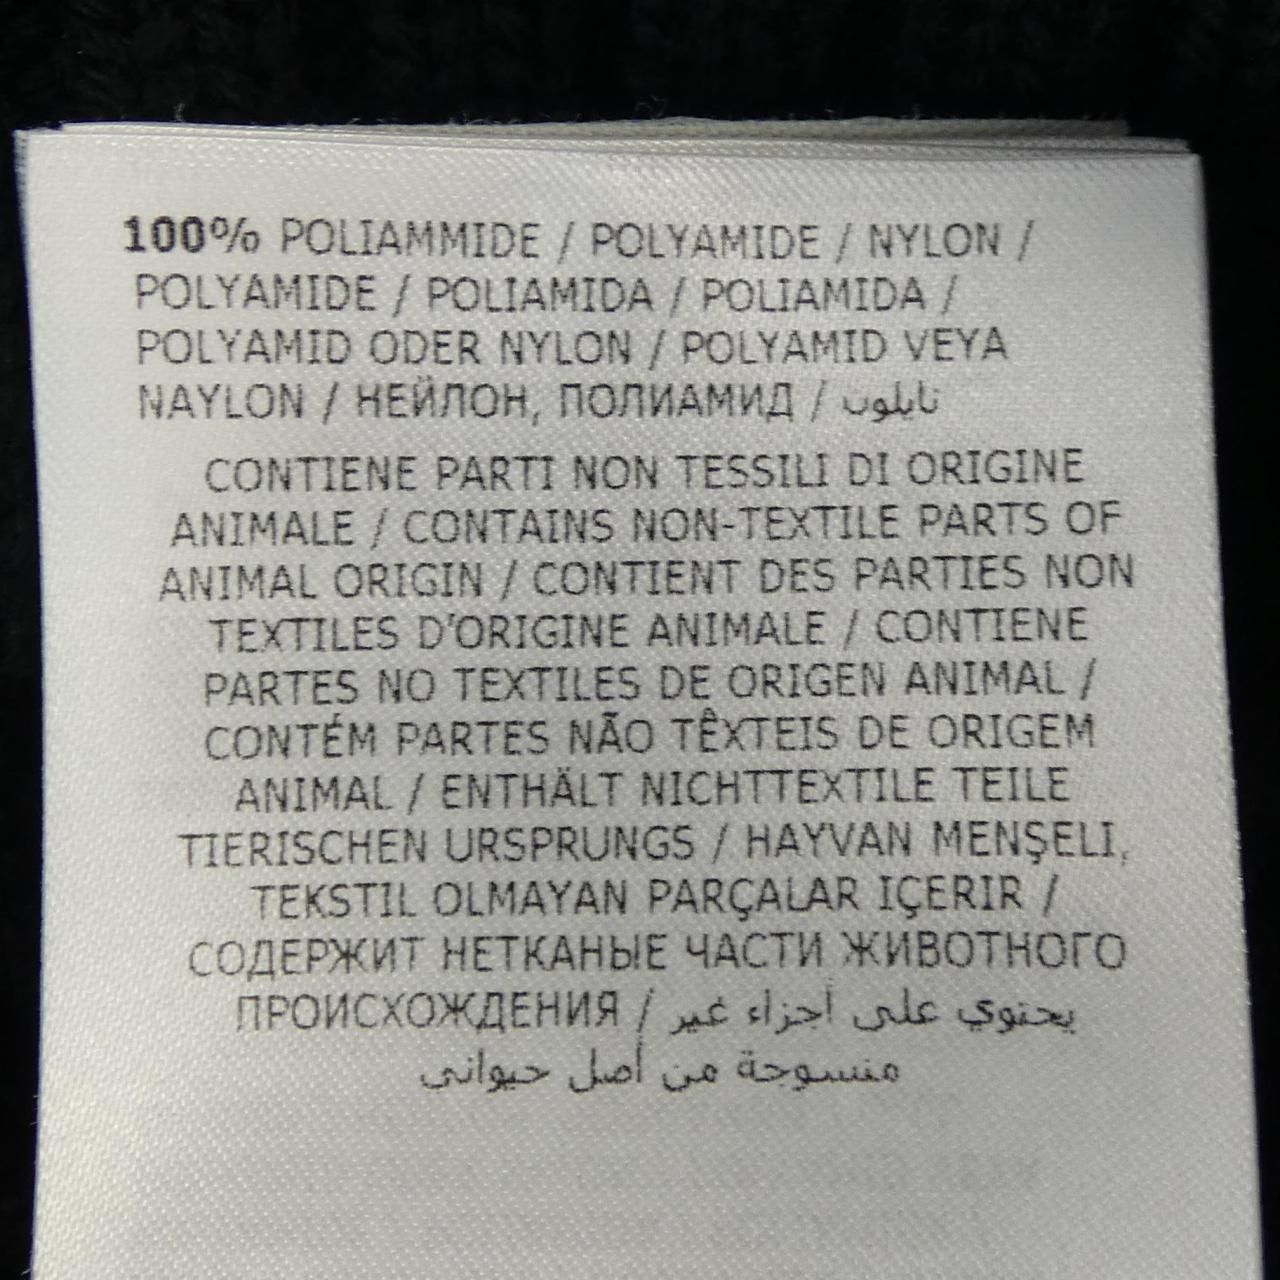 100% POLIAMMIDE / POLYAMIDE / NYLON /
POLYAMIDE / POLIAMIDA / POLIAMIDA /
POLYAMID ODER NYLON / POLYAMID VEYA
NAYLON / НЕЙЛОН, ПОЛИАМИД / نايلون
CONTIENE PARTI NON TESSILI DI ORIGINE
ANIMALE / CONTAINS NON-TEXTILE PARTS OF
ANIMAL ORIGIN / CONTIENT DES PARTIES NON
TEXTILES D'ORIGINE ANIMALE / CONTIENE
PARTES NO TEXTILES DE ORIGEN ANIMAL /
CONTÉM PARTES NÃO TÊXTEIS DE ORIGEM
ANIMAL / ENTHÄLT NICHTTEXTILE TEILE
TIERISCHEN URSPRUNGS / HAYVAN MENŞELI,
TEKSTIL OLMAYAN PARÇALAR IÇERIR /
СОДЕРЖИТ НЕТКАНЫЕ ЧАСТИ ЖИВОТНОГО
ПРОИСХОЖДЕНИЯ / يحتوي على أجزاء غير
منسوجة من أصل حيواني